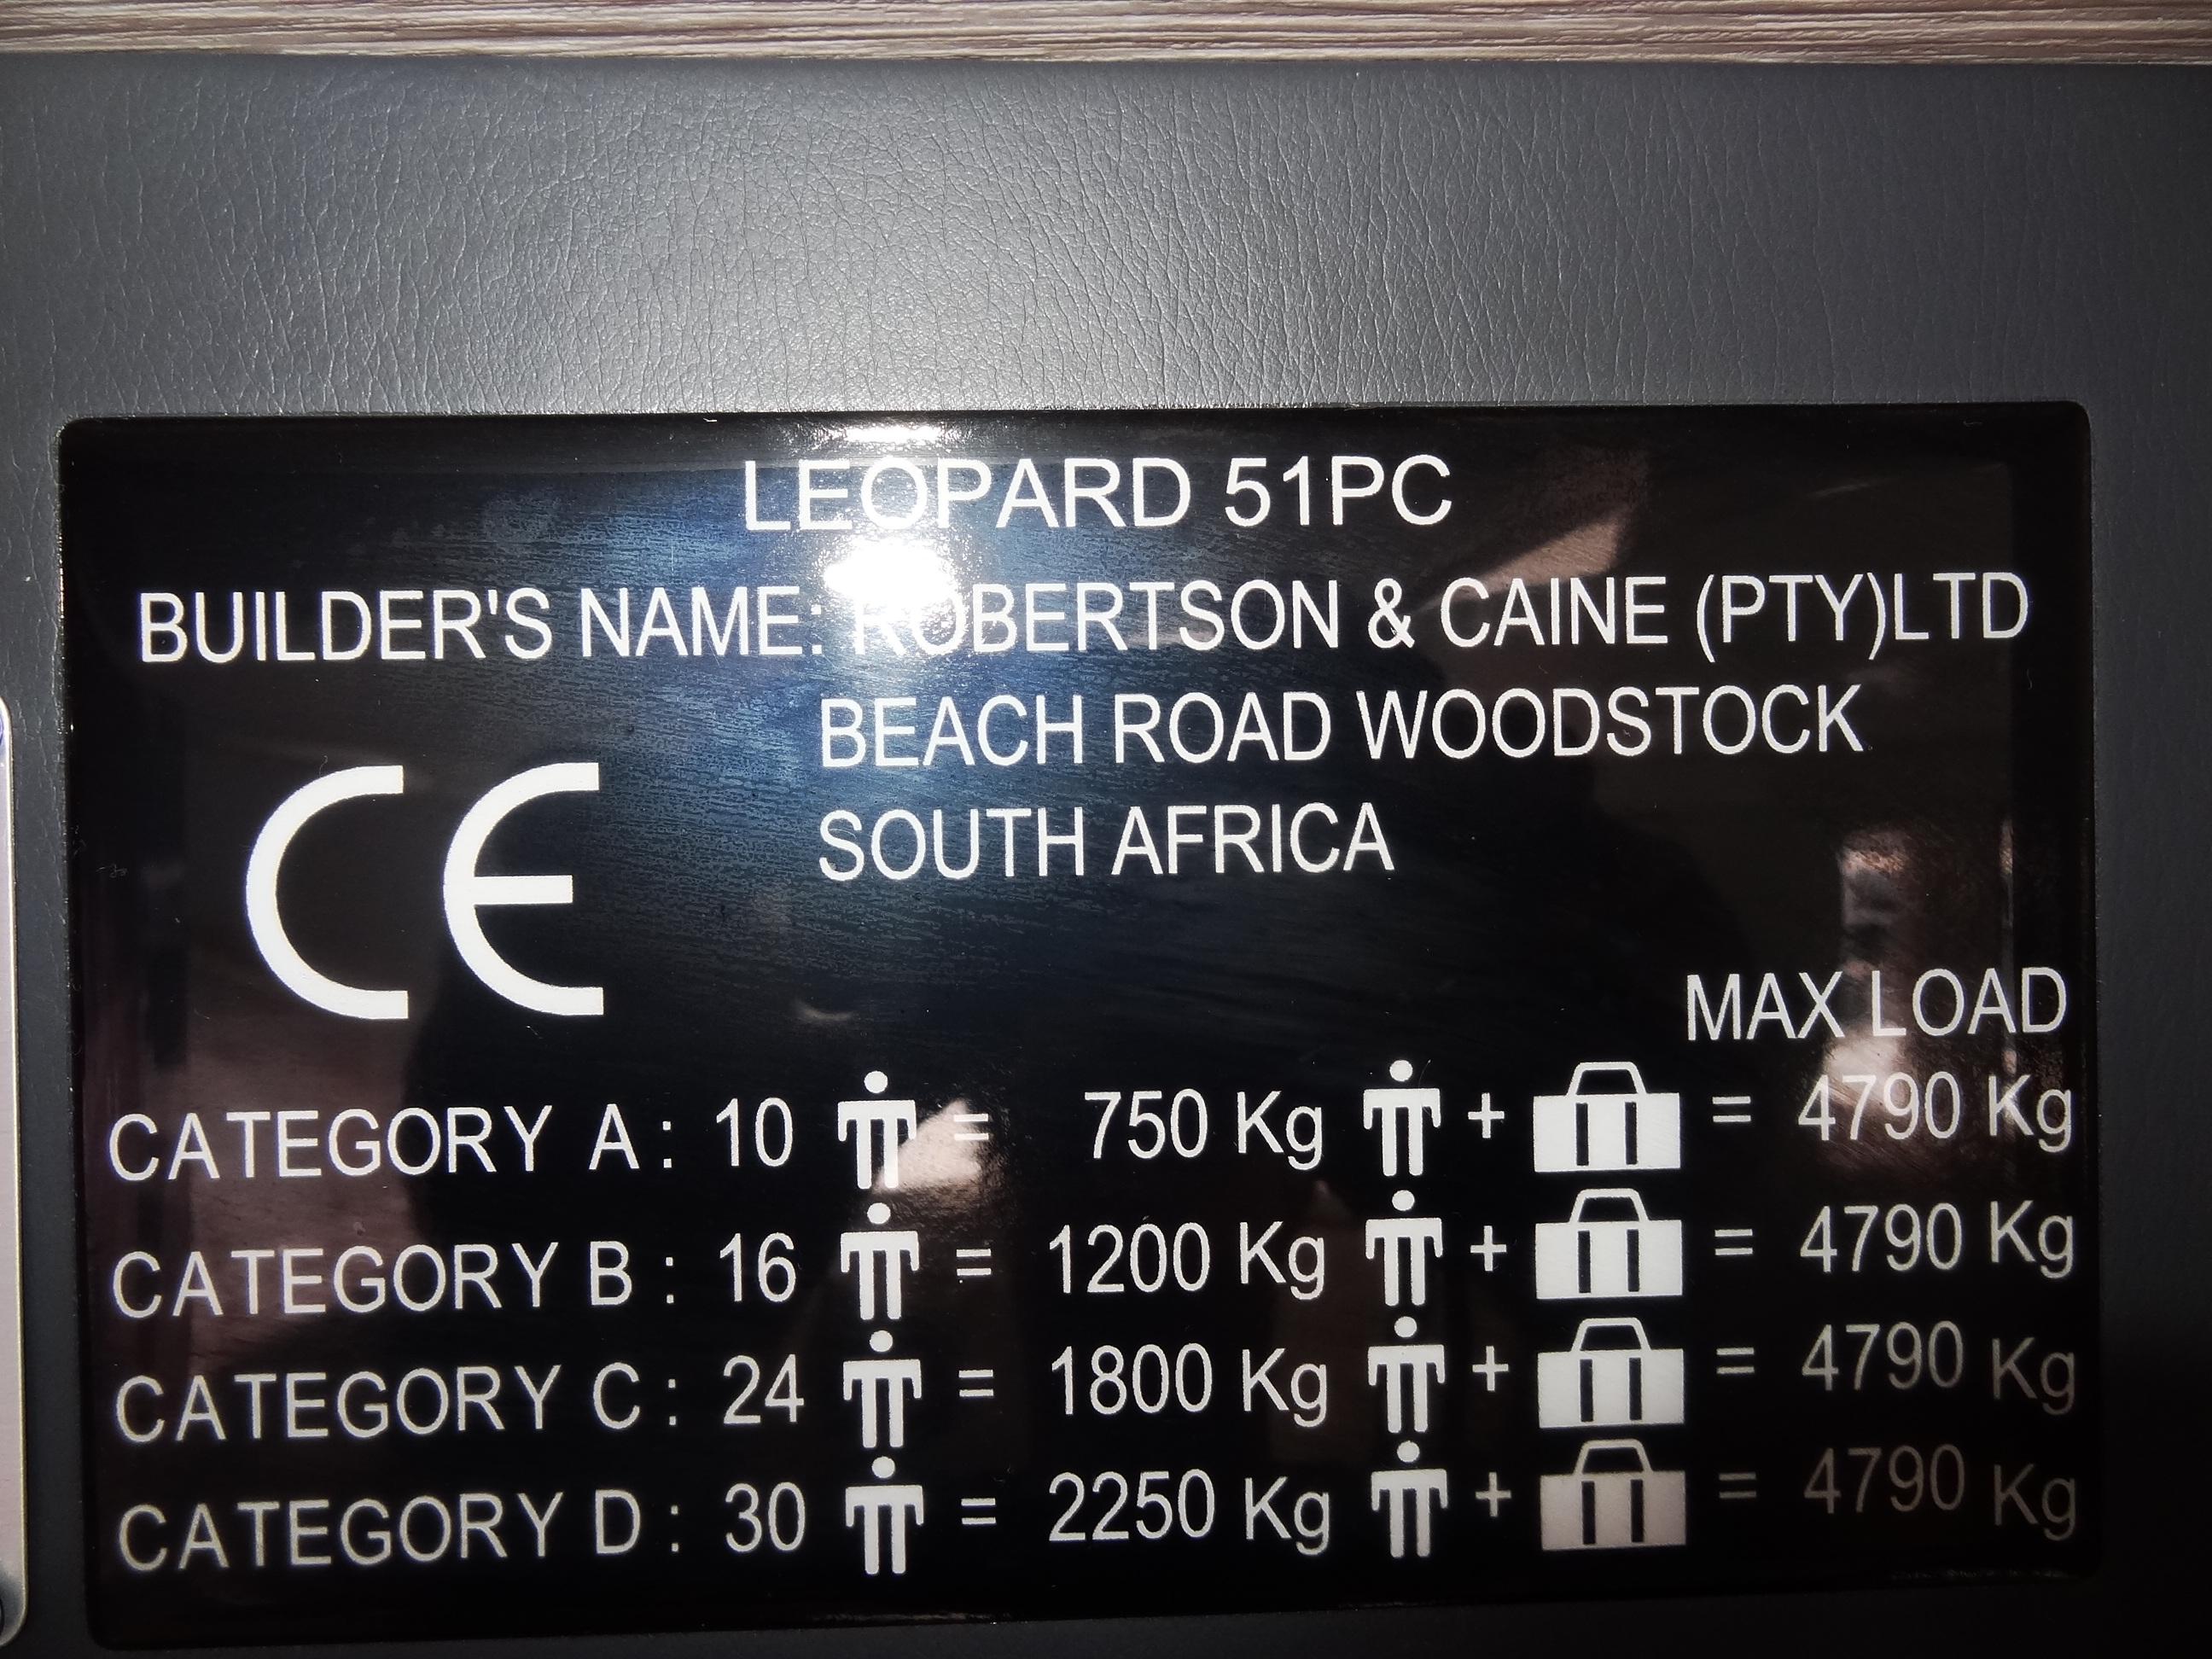 LEOPARD 51PC
BUILDER'S NAME: ROBERTSON & CAINE (PTY)LTD
BEACH ROAD WOODSTOCK
SOUTH AFRICA
CE
MAX LOAD
CATEGORY A : 10 = 750 Kg + = 4790 Kg
CATEGORY B : 16 = 1200 Kg + = 4790 Kg
CATEGORY C : 24 = 1800 Kg + = 4790 Kg
CATEGORY D : 30 = 2250 Kg + = 4790 Kg